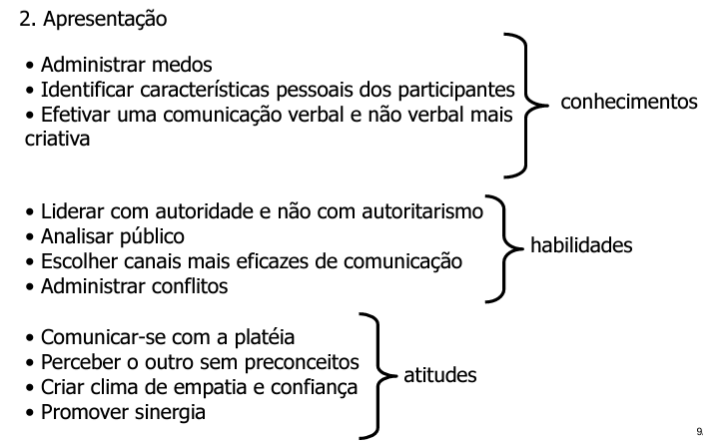 2. Apresentação
• Administrar medos
• Identificar características pessoais dos participantes
• Efetivar uma comunicação verbal e não verbal mais
criativa
conhecimentos
• Liderar com autoridade e não com autoritarismo
• Analisar público
• Escolher canais mais eficazes de comunicação
• Administrar conflitos
habilidades
• Comunicar-se com a platéia
• Perceber o outro sem preconceitos
• Criar clima de empatia e confiança
• Promover sinergia
atitudes
9.